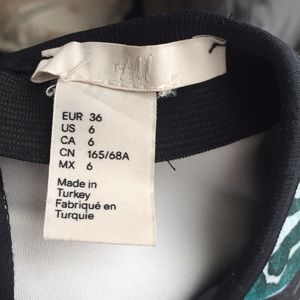 H&M
EUR 36
US 6
CA 6
CN 165/68A
MX 6
Made in
Turkey
Fabriqué en
Turquie